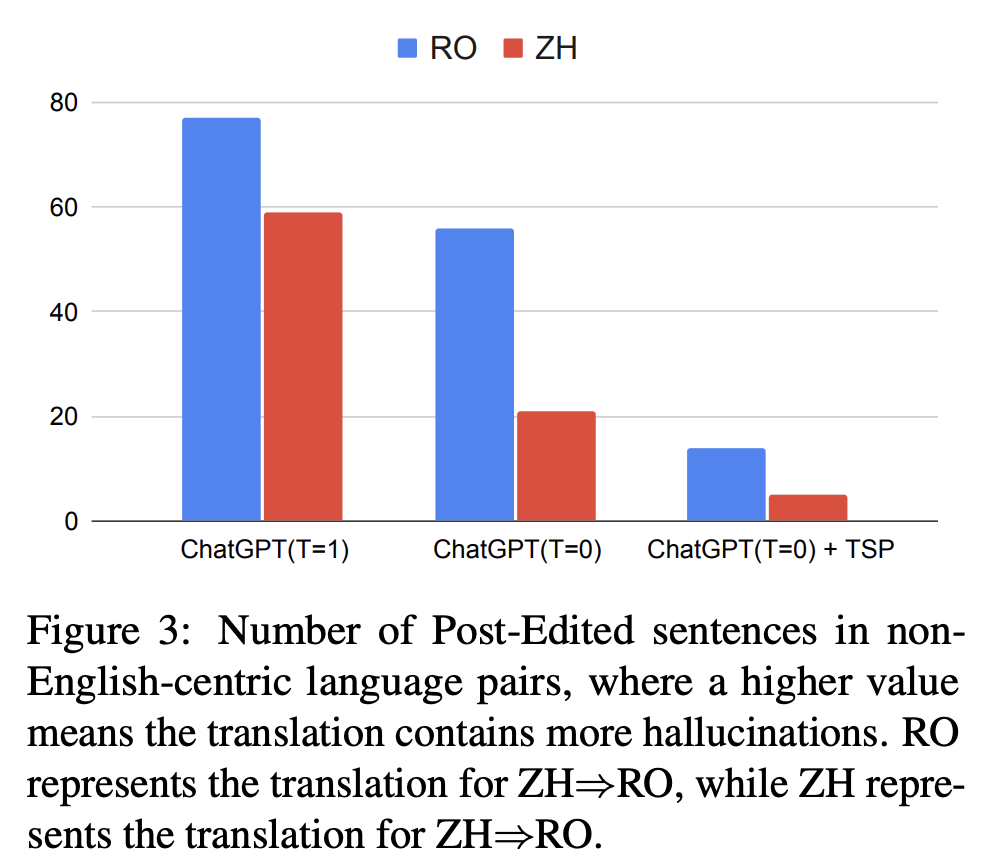 RO ZH
80
60
40
20
0
ChatGPT(T=1) ChatGPT(T=0) ChatGPT(T=0) + TSP
Figure 3: Number of Post-Edited sentences in non-
English-centric language pairs, where a higher value
means the translation contains more hallucinations. RO
represents the translation for ZH⇒RO, while ZH repre-
sents the translation for ZH⇒RO.